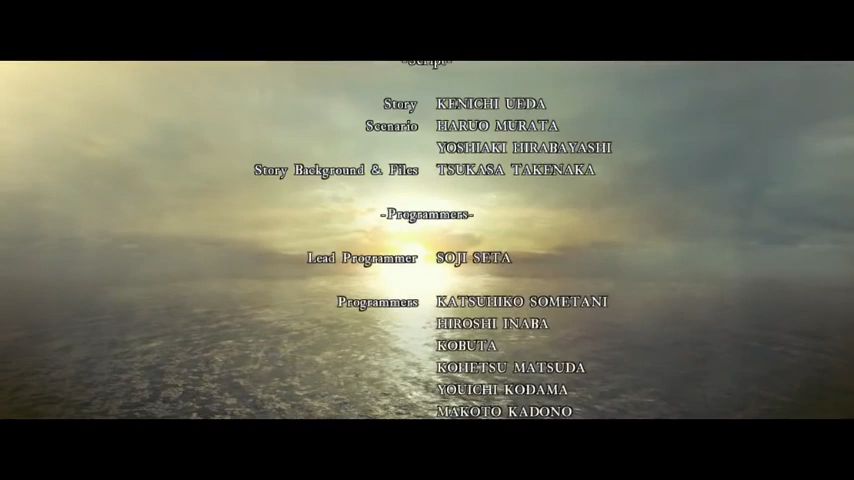 -Script-
Story KENICHI UEDA
Scenario HARUO MURATA
YOSHIAKI HIRABAYASHI
Story Background & Files TSUKASA TAKENAKA
-Programmers-
Lead Programmer SOJI SETA
Programmers KATSUHIKO SOMETANI
HIROSHI INABA
KOBUTA
KOHETSU MATSUDA
YOUICHI KODAMA
MAKOTO KADONO